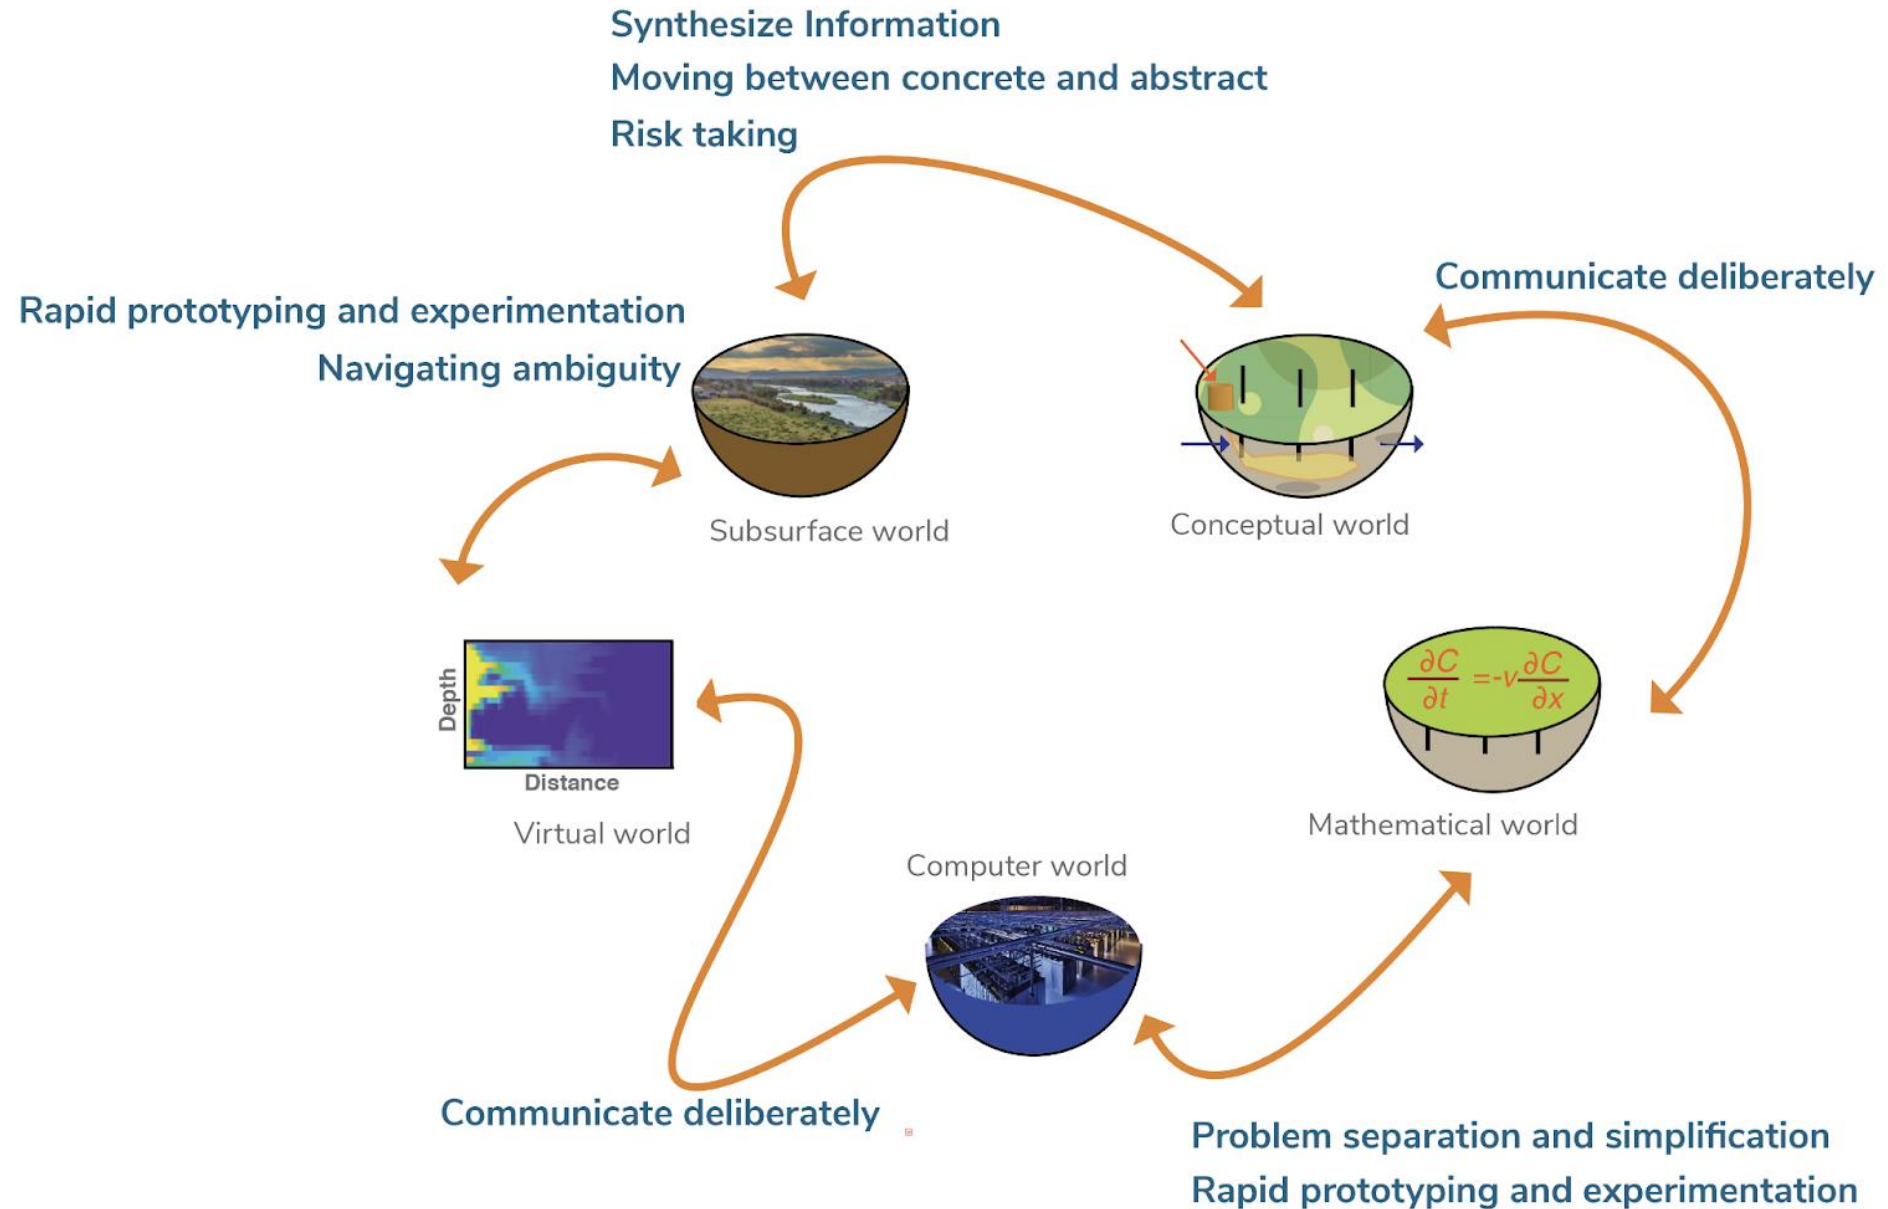 Synthesize Information
Moving between concrete and abstract
Risk taking
Communicate deliberately
Rapid prototyping and experimentation
Navigating ambiguity
Subsurface world
Conceptual world
Depth
Distance
Virtual world
∂C/∂t =-v ∂C/∂x
Mathematical world
Computer world
Communicate deliberately
Problem separation and simplification
Rapid prototyping and experimentation